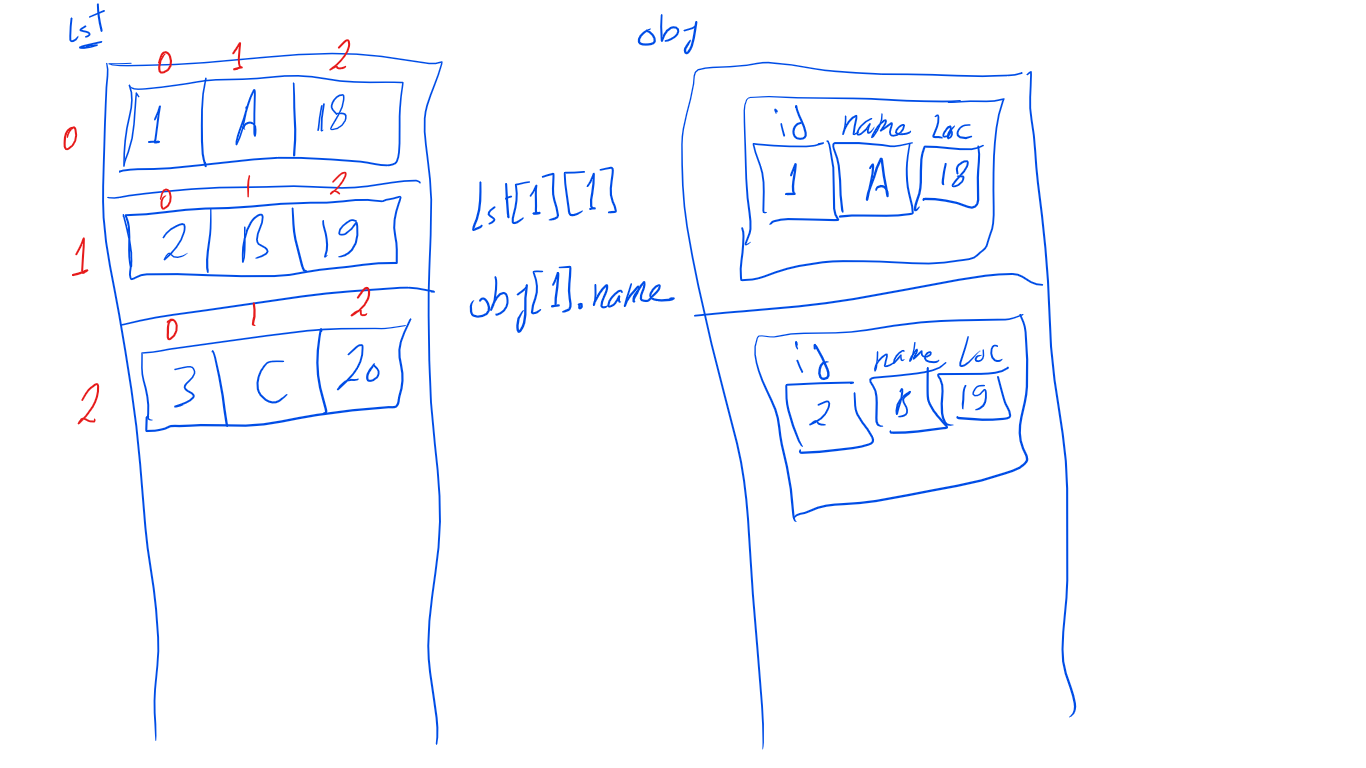 lst
0 1 2
0 1 A 18
0 1 2
1 2 B 19
0 1 2
2 3 C 20
lst[1][1]
obj[1].name
obj
id name Loc
1 A 18
id name Loc
2 B 19